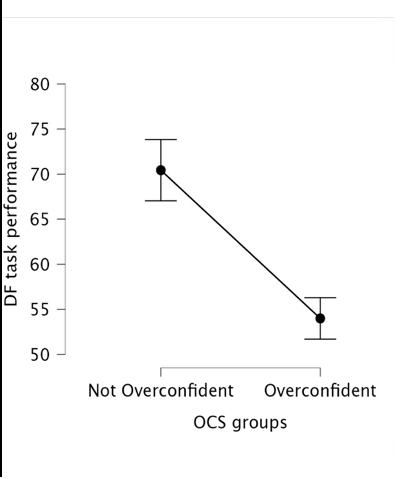 80
75
70
65
60
55
50
DF task performance
Not Overconfident
Overconfident
OCS groups